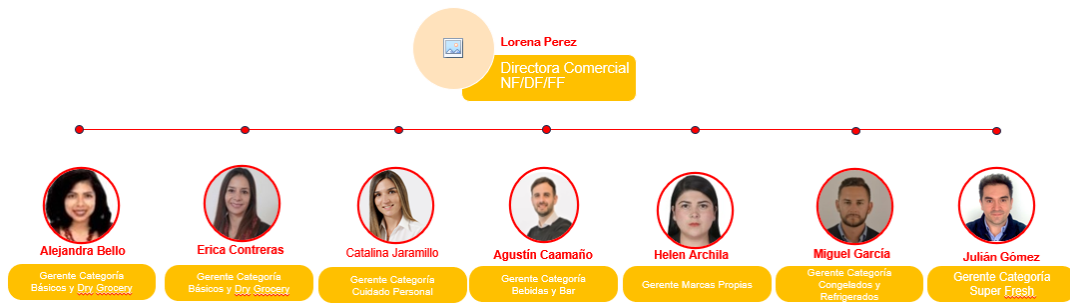 Lorena Perez
Directora Comercial
NF/DF/FF
Alejandra Bello
Gerente Categoría
Básicos y Dry Grocery
Erica Contreras
Gerente Categoría
Básicos y Dry Grocery
Catalina Jaramillo
Gerente Categoría
Cuidado Personal
Agustín Caamaño
Gerente Categoría
Bebidas y Bar
Helen Archila
Gerente Marcas Propias
Miguel García
Gerente Categoría
Congelados y
Refrigerados
Julián Gómez
Gerente Categoría
Super Fresh